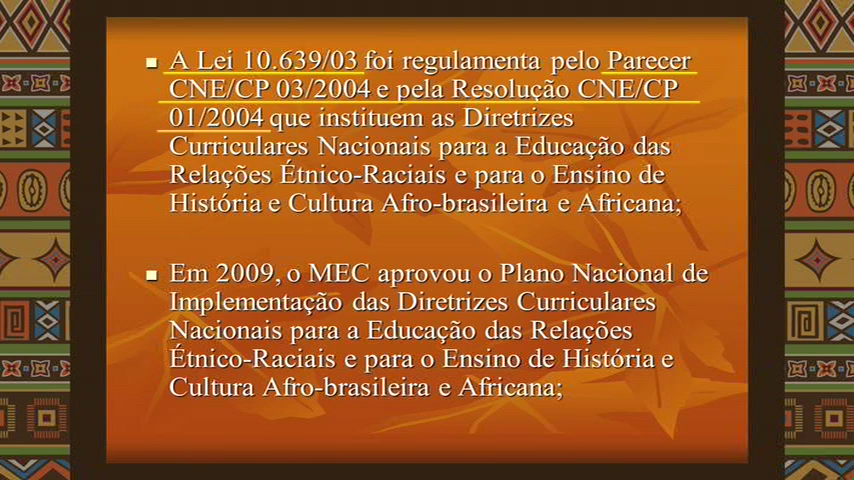 A Lei 10.639/03 foi regulamenta pelo Parecer
CNE/CP 03/2004 e pela Resolução CNE/CP
01/2004 que instituem as Diretrizes
Curriculares Nacionais para a Educação das
Relações Étnico-Raciais e para o Ensino de
História e Cultura Afro-brasileira e Africana;
Em 2009, o MEC aprovou o Plano Nacional de
Implementação das Diretrizes Curriculares
Nacionais para a Educação das Relações
Étnico-Raciais e para o Ensino de História e
Cultura Afro-brasileira e Africana;